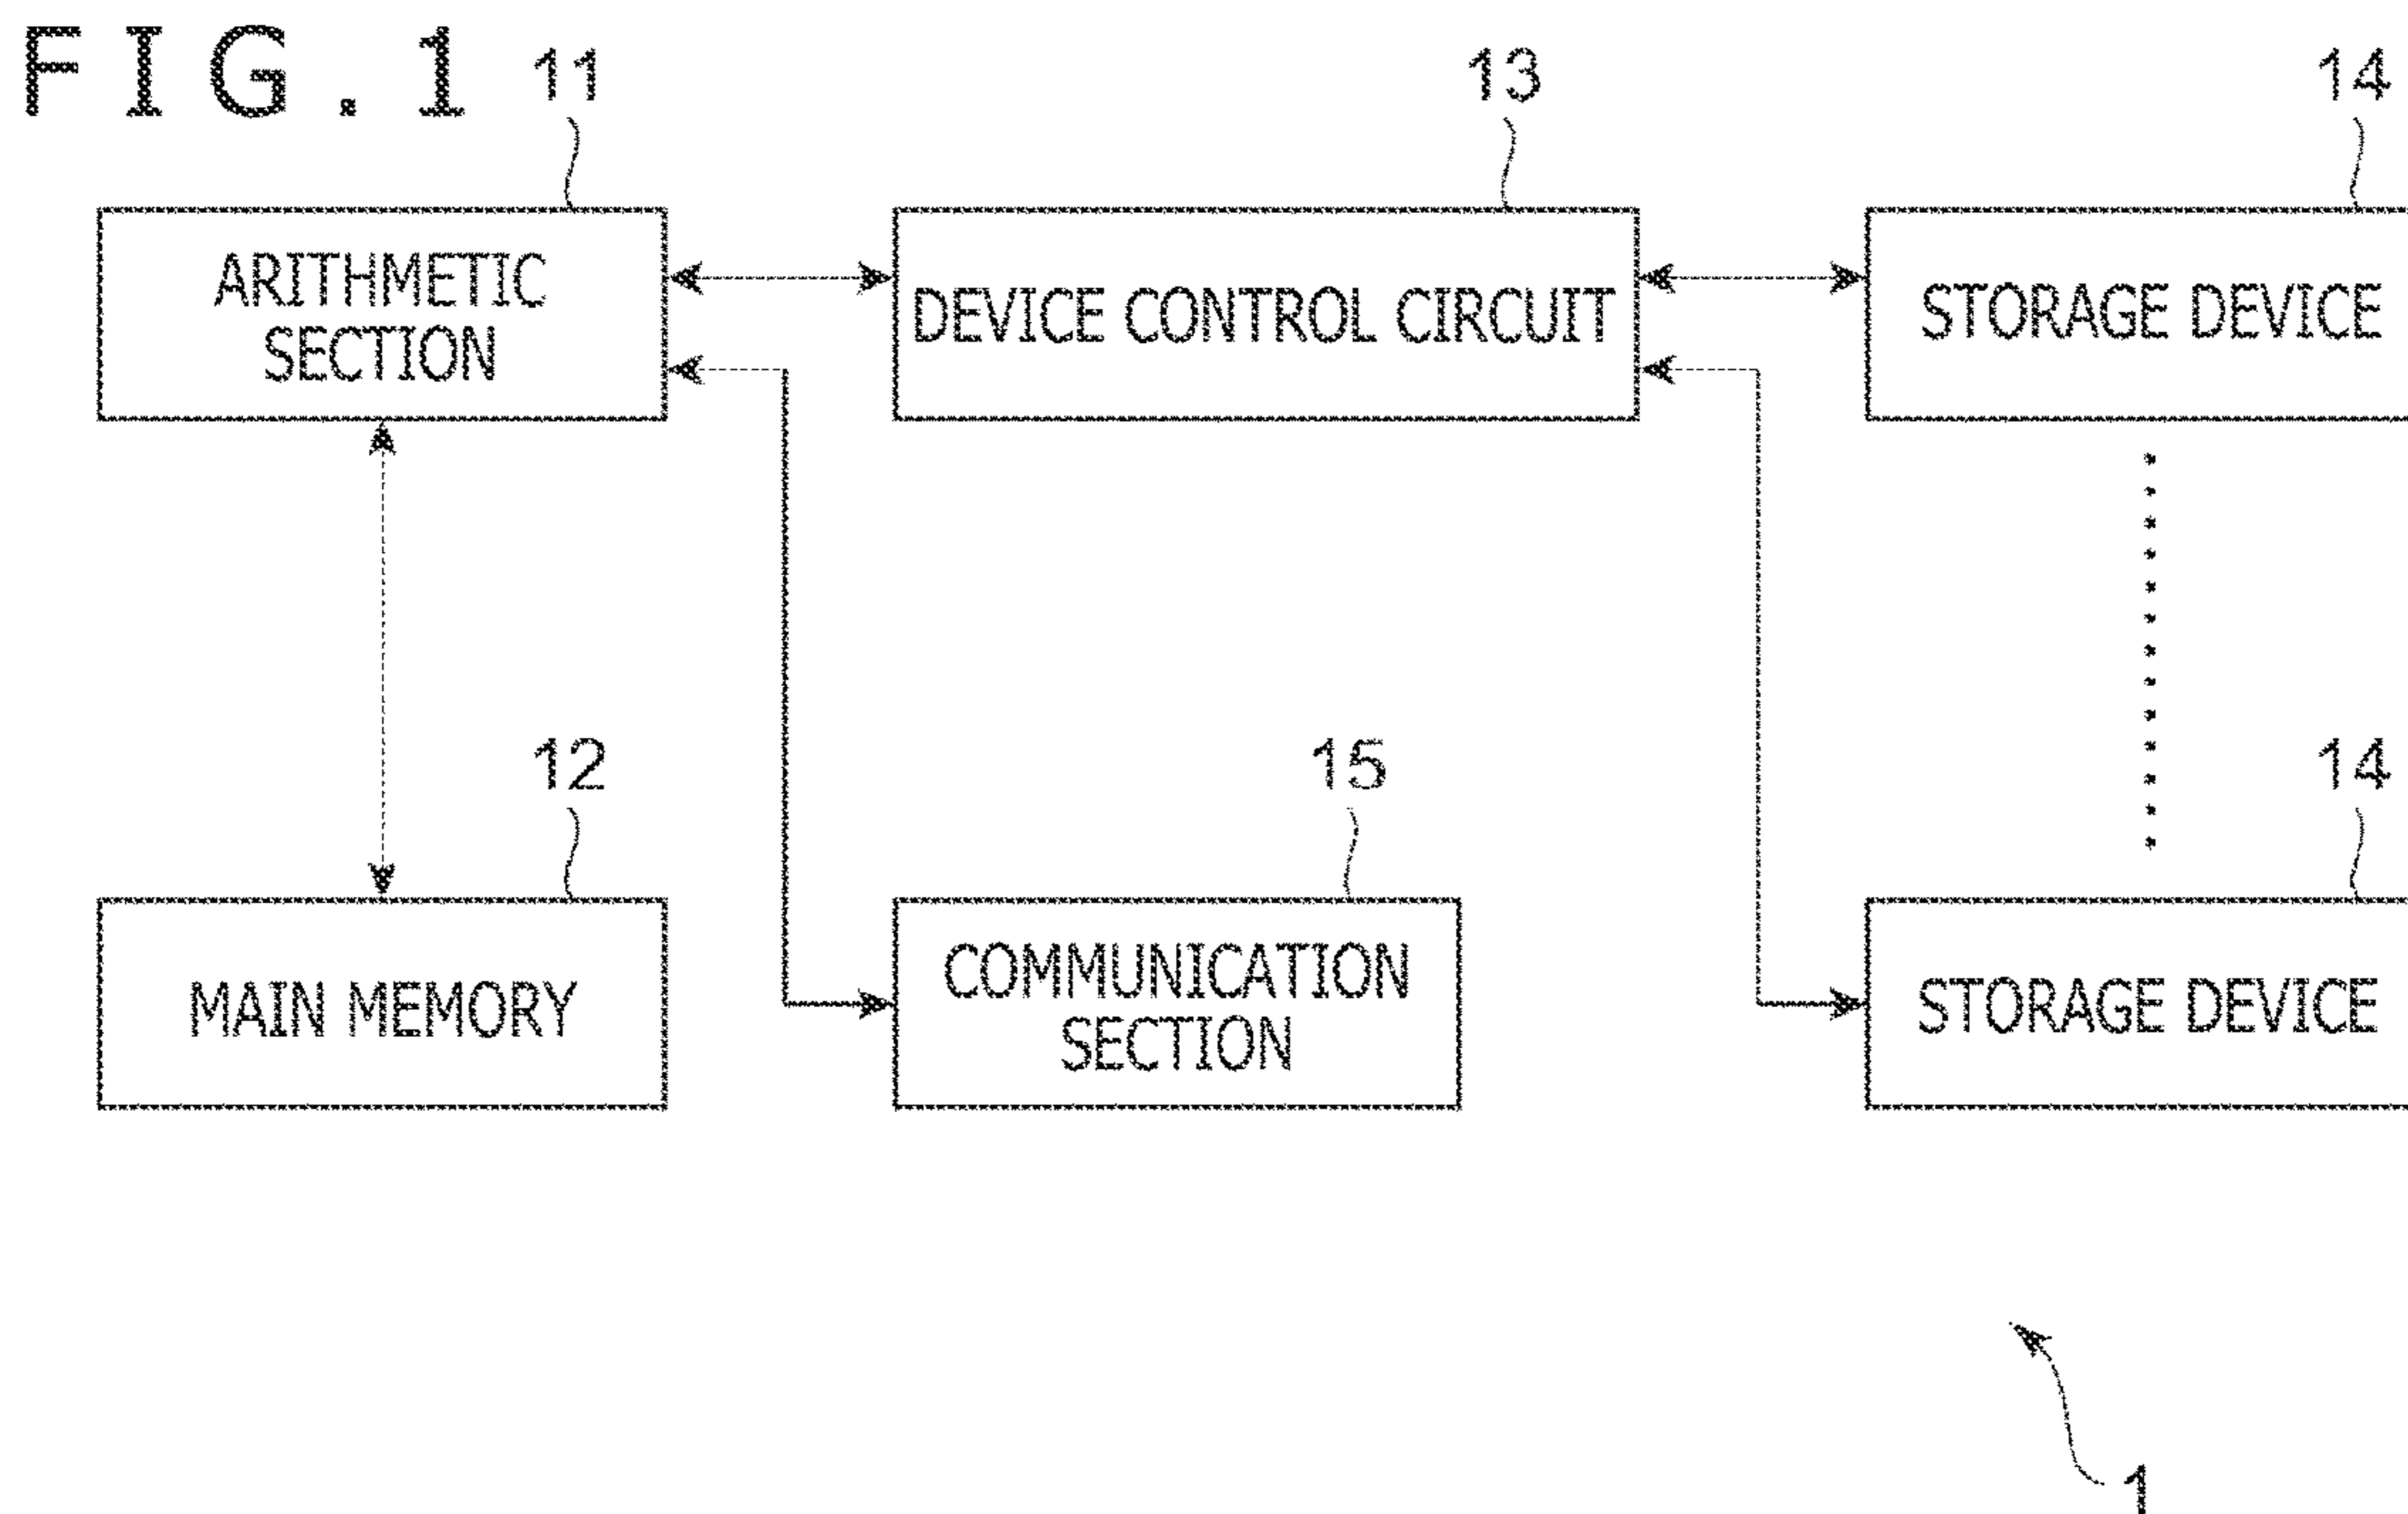 FIG.1
11
13
14
ARITHMETIC
SECTION
DEVICE CONTROL CIRCUIT
STORAGE DEVICE
12
15
14
MAIN MEMORY
COMMUNICATION
SECTION
STORAGE DEVICE
1